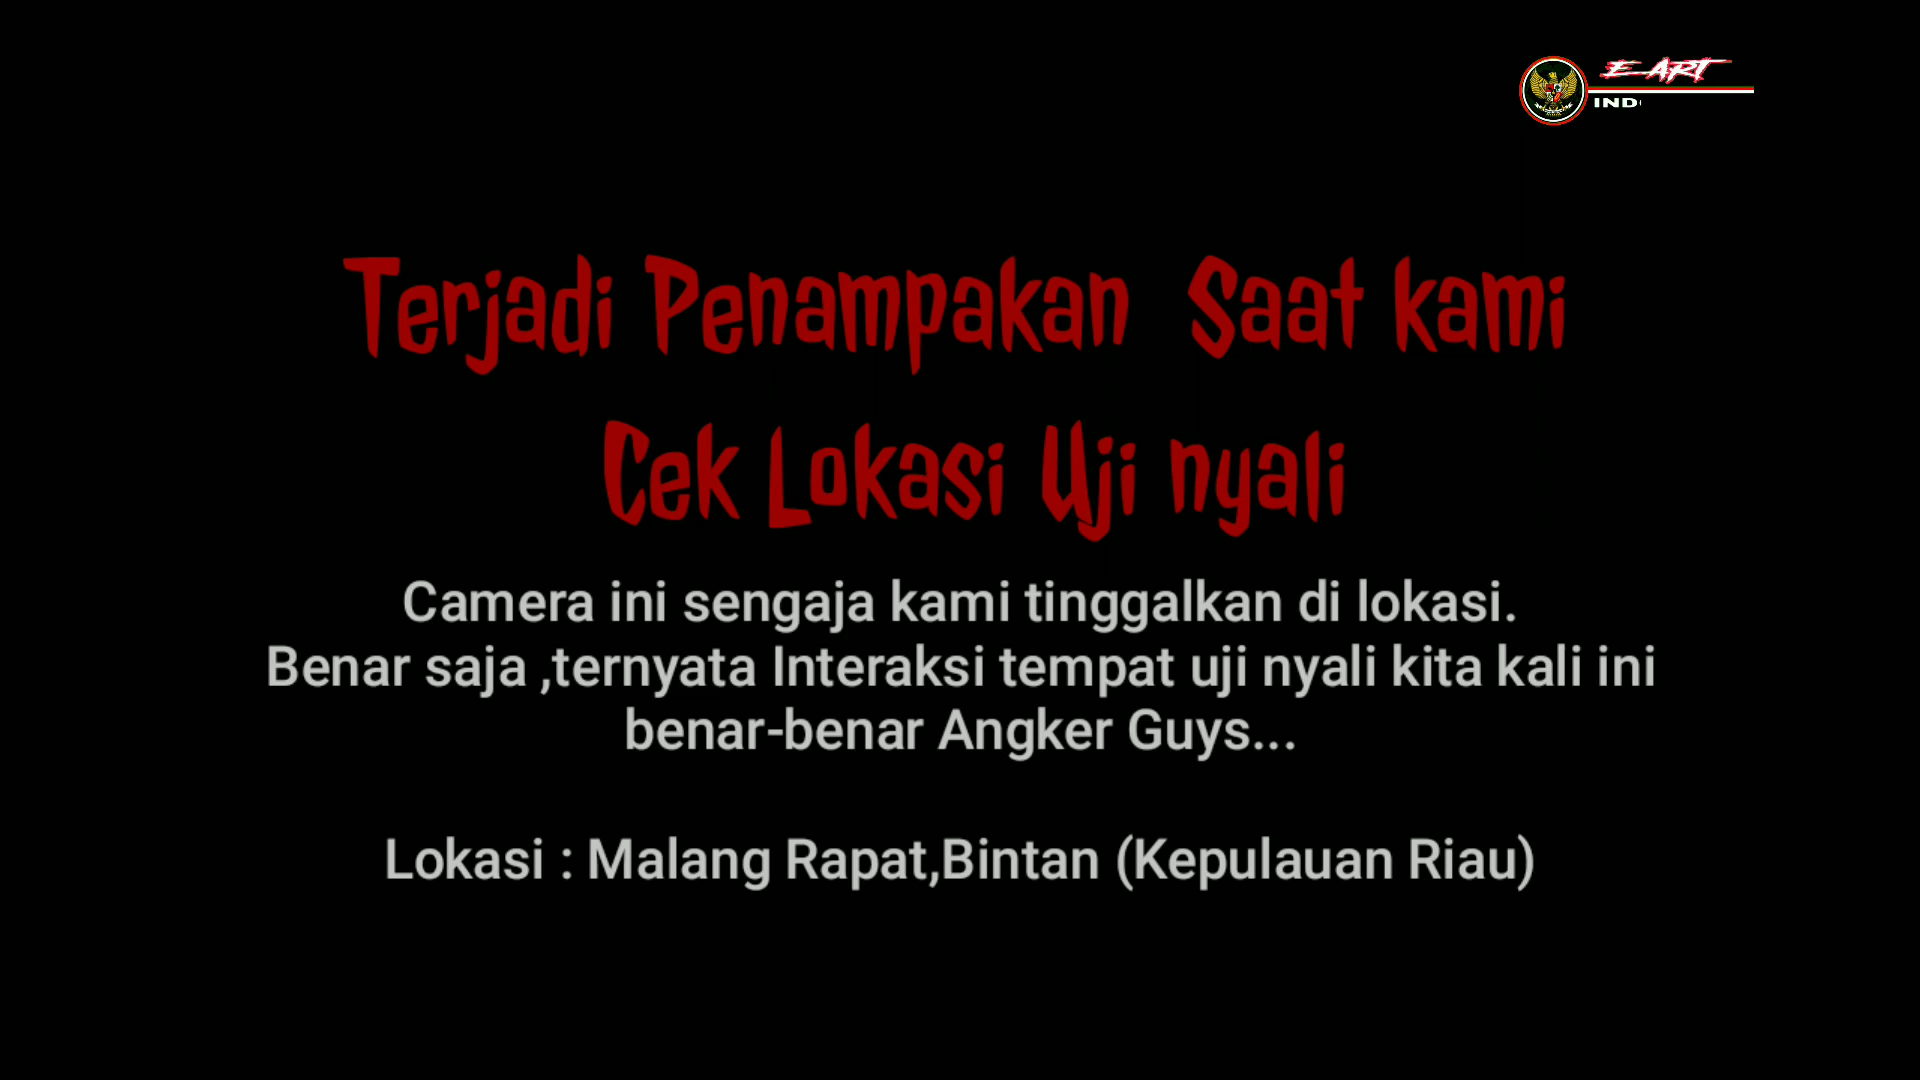 E-ART
Terjadi Penampakan Saat kami
Cek Lokasi Uji nyali
Camera ini sengaja kami tinggalkan di lokasi.
Benar saja ,ternyata Interaksi tempat uji nyali kita kali ini
benar-benar Angker Guys...
Lokasi : Malang Rapat,Bintan (Kepulauan Riau)